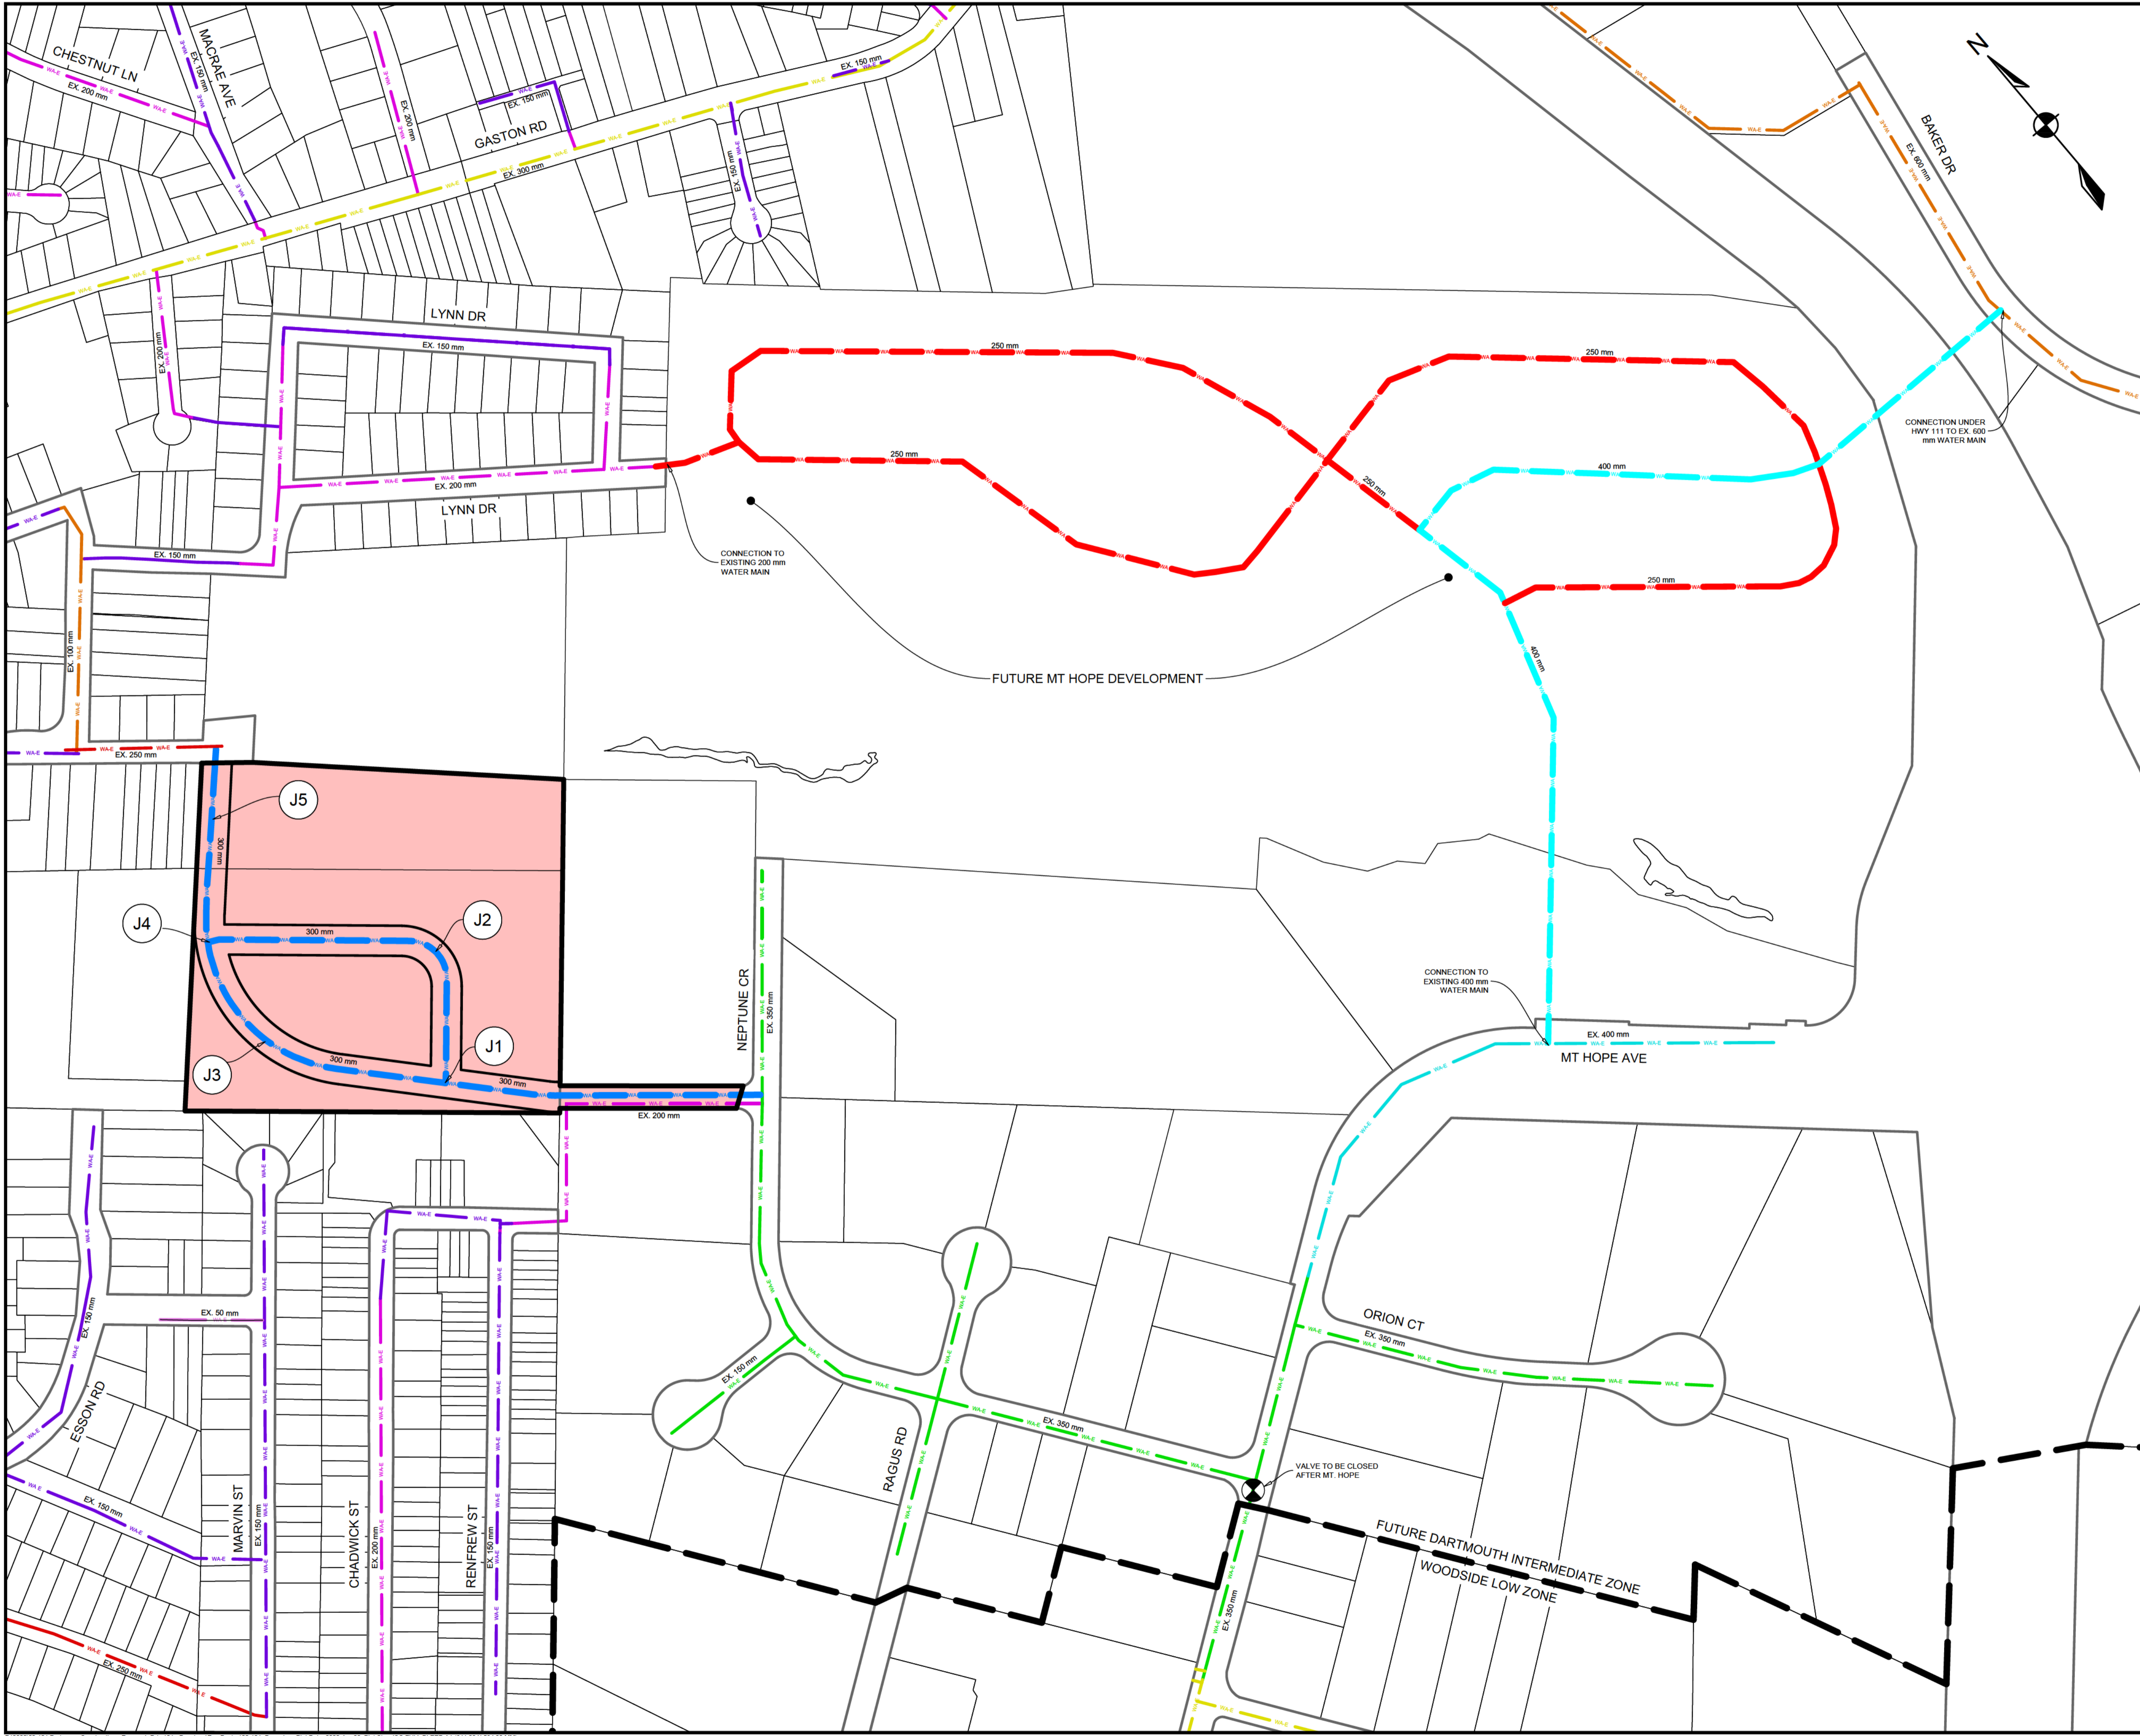 CHESTNUT LN
EX. 200 mm
MACRAE AVE
EX. 150 mm
EX. 200 mm
EX. 150 mm
GASTON RD
EX. 300 mm
EX. 150 mm
EX. 150 mm
N
BAKER DR
EX. 600 mm
CONNECTION UNDER
HWY 111 TO EX. 600
mm WATER MAIN
LYNN DR
EX. 150 mm
EX. 200 mm
EX. 200 mm
LYNN DR
EX. 150 mm
EX. 100 mm
EX. 250 mm
250 mm
250 mm
250 mm
250 mm
400 mm
250 mm
400 mm
CONNECTION TO
EXISTING 200 mm
WATER MAIN
FUTURE MT HOPE DEVELOPMENT
J5
300 mm
J4
300 mm
J2
J3
300 mm
J1
300 mm
EX. 200 mm
NEPTUNE CR
EX. 350 mm
CONNECTION TO
EXISTING 400 mm
WATER MAIN
EX. 400 mm
MT HOPE AVE
EX. 50 mm
EX. 150 mm
ESSON RD
EX. 150 mm
MARVIN ST
EX. 150 mm
CHADWICK ST
EX. 200 mm
RENFREW ST
EX. 150 mm
EX. 250 mm
EX. 150 mm
RAGUS RD
EX. 350 mm
ORION CT
EX. 350 mm
VALVE TO BE CLOSED
AFTER MT. HOPE
FUTURE DARTMOUTH INTERMEDIATE ZONE
WOODSIDE LOW ZONE
EX. 350 mm